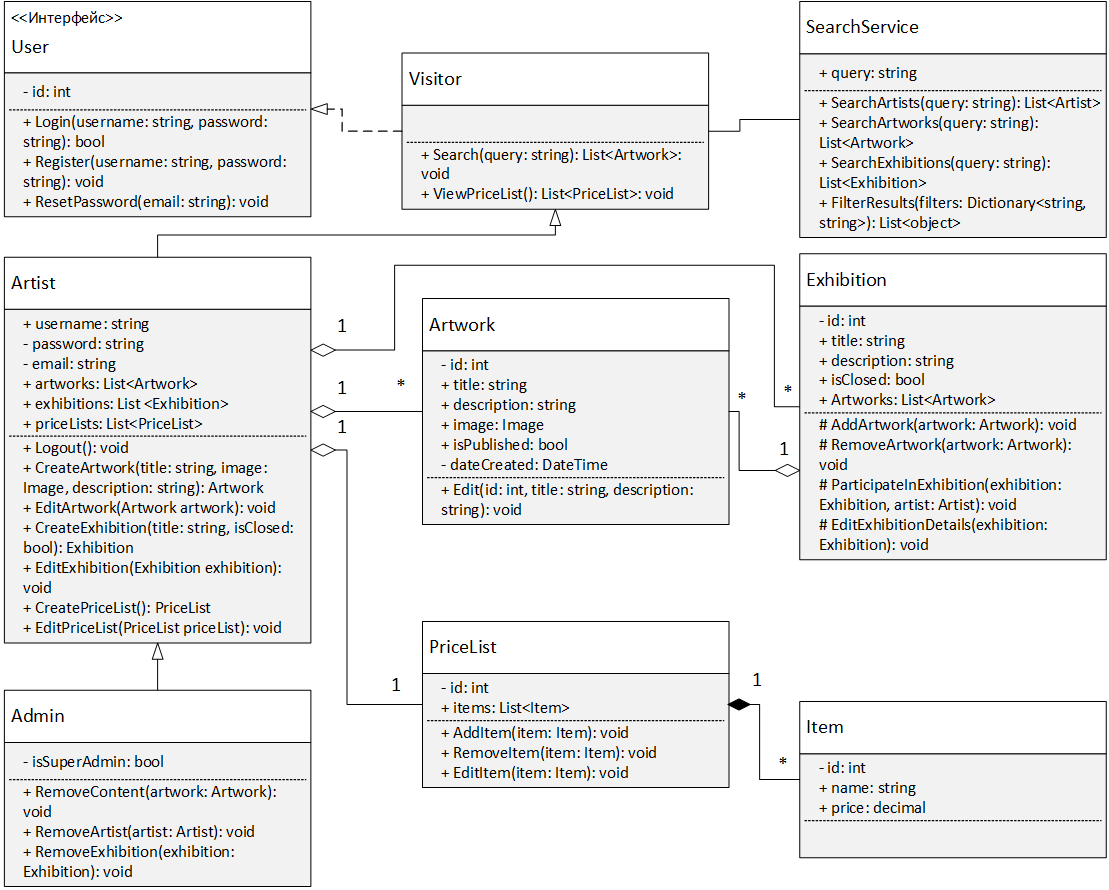 <<Интерфейс>>
User
- id: int
+ Login(username: string, password:
string): bool
+ Register(username: string, password:
string): void
+ ResetPassword(email: string): void
Visitor
+ Search(query: string): List<Artwork>:
void
+ ViewPriceList(): List<PriceList>: void
SearchService
+ query: string
+ SearchArtists(query: string): List<Artist>
+ SearchArtworks(query: string):
List<Artwork>
+ SearchExhibitions(query: string):
List<Exhibition>
+ FilterResults(filters: Dictionary<string,
string>): List<object>
Artist
+ username: string
- password: string
- email: string
+ artworks: List<Artwork>
+ exhibitions: List <Exhibition>
+ priceLists: List<PriceList>
+ Logout(): void
+ CreateArtwork(title: string, image:
Image, description: string): Artwork
+ EditArtwork(Artwork artwork): void
+ CreateExhibition(title: string, isClosed:
bool): Exhibition
+ EditExhibition(Exhibition exhibition):
void
+ CreatePriceList(): PriceList
+ EditPriceList(PriceList priceList): void
1
1
*
1
1
Artwork
- id: int
+ title: string
+ description: string
+ image: Image
+ isPublished: bool
- dateCreated: DateTime
+ Edit(id: int, title: string, description:
string): void
*
*
1
Exhibition
- id: int
+ title: string
+ description: string
+ isClosed: bool
+ Artworks: List<Artwork>
# AddArtwork(artwork: Artwork): void
# RemoveArtwork(artwork: Artwork):
void
# ParticipateInExhibition(exhibition:
Exhibition, artist: Artist): void
# EditExhibitionDetails(exhibition:
Exhibition): void
Admin
- isSuperAdmin: bool
+ RemoveContent(artwork: Artwork):
void
+ RemoveArtist(artist: Artist): void
+ RemoveExhibition(exhibition:
Exhibition): void
PriceList
- id: int
+ items: List<Item>
+ AddItem(item: Item): void
+ RemoveItem(item: Item): void
+ EditItem(item: Item): void
1
*
Item
- id: int
+ name: string
+ price: decimal